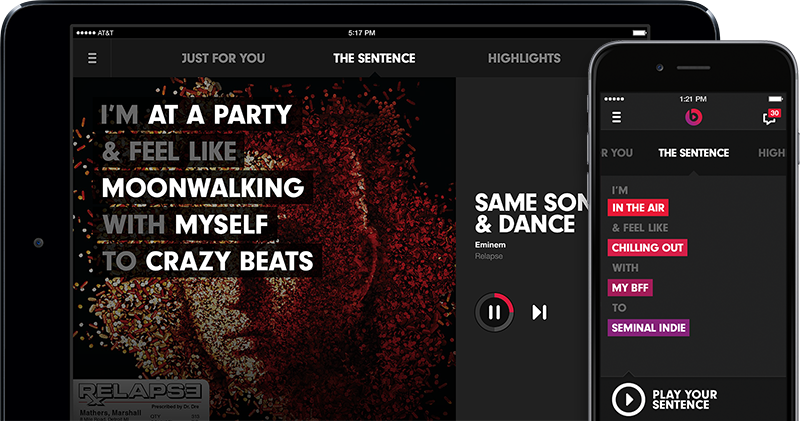 AT&T
5:17 PM
JUST FOR YOU
THE SENTENCE
HIGHLIGHTS
I'M AT A PARTY
& FEEL LIKE
MOONWALKING
WITH MYSELF
TO CRAZY BEATS
SAME SON
& DANCE
Eminem
Relapse
RELAPSE
Prescribed by Dr. Dre
Mathers, Marshall
QTY
1:21 PM
b
30
R YOU
THE SENTENCE
HIGH
I'M
IN THE AIR
& FEEL LIKE
CHILLING OUT
WITH
MY BFF
TO
SEMINAL INDIE
PLAY YOUR
SENTENCE